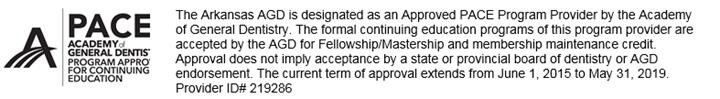 PACE
ACADEMY of
GENERAL DENTIS
PROGRAM APPRO
FOR CONTINUING
EDUCATION
The Arkansas AGD is designated as an Approved PACE Program Provider by the Academy
of General Dentistry. The formal continuing education programs of this program provider are
accepted by the AGD for Fellowship/Mastership and membership maintenance credit.
Approval does not imply acceptance by a state or provincial board of dentistry or AGD
endorsement. The current term of approval extends from June 1, 2015 to May 31, 2019.
Provider ID# 219286